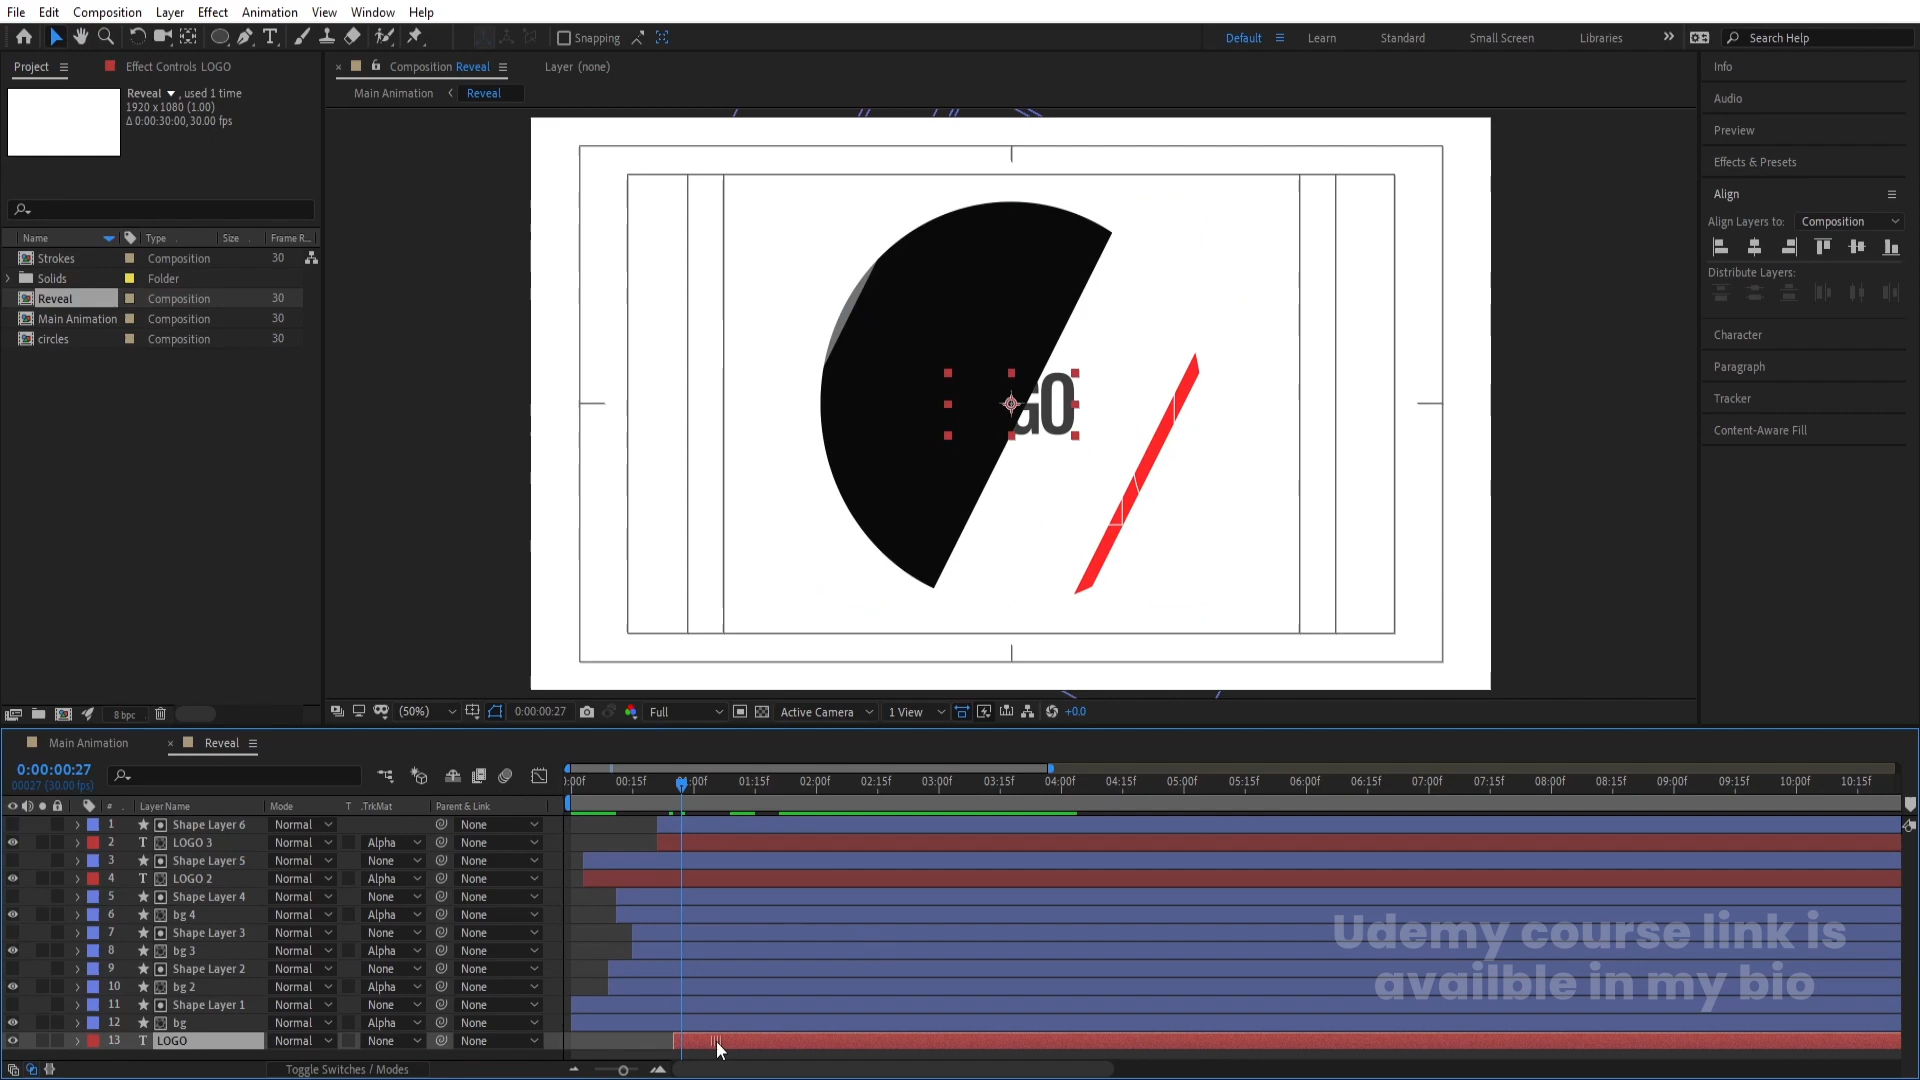 File Edit Composition Layer Effect Animation View Window Help
Snapping Default Learn Standard Small Screen Libraries Search Help
Project Effect Controls LOGO Composition Reveal Layer (none) Info
Reveal , used 1 time
1920 x 1080 (1.00)
Δ 0:00:30:00, 30.00 fps
Main Animation Reveal
Audio
Preview
Effects & Presets
Align
Align Layers to: Composition
Distribute Layers:
Character
Paragraph
Tracker
Content-Aware Fill
Name Type Size Frame R...
Strokes Composition 30
Solids Folder
Reveal Composition 30
Main Animation Composition 30
circles Composition 30
GO
8 bpc (50%) 0:00:00:27 Full Active Camera 1 View +0.0
Main Animation Reveal
0:00:00:27
00027 (30.00 fps)
:00f 00:15f 01:00f 01:15f 02:00f 02:15f 03:00f 03:15f 04:00f 04:15f 05:00f 05:15f 06:00f 06:15f 07:00f 07:15f 08:00f 08:15f 09:00f 09:15f 10:00f 10:15f
# Layer Name Mode T .TrkMat Parent & Link
1 Shape Layer 6 Normal None
2 T LOGO 3 Normal Alpha None
3 Shape Layer 5 Normal None None
4 T LOGO 2 Normal Alpha None
5 Shape Layer 4 Normal None None
6 bg 4 Normal Alpha None
7 Shape Layer 3 Normal None None
8 bg 3 Normal Alpha None
9 Shape Layer 2 Normal None None
10 bg 2 Normal Alpha None
11 Shape Layer 1 Normal None None
12 bg Normal Alpha None
13 T LOGO Normal None None
Udemy course link is
availble in my bio
Toggle Switches / Modes